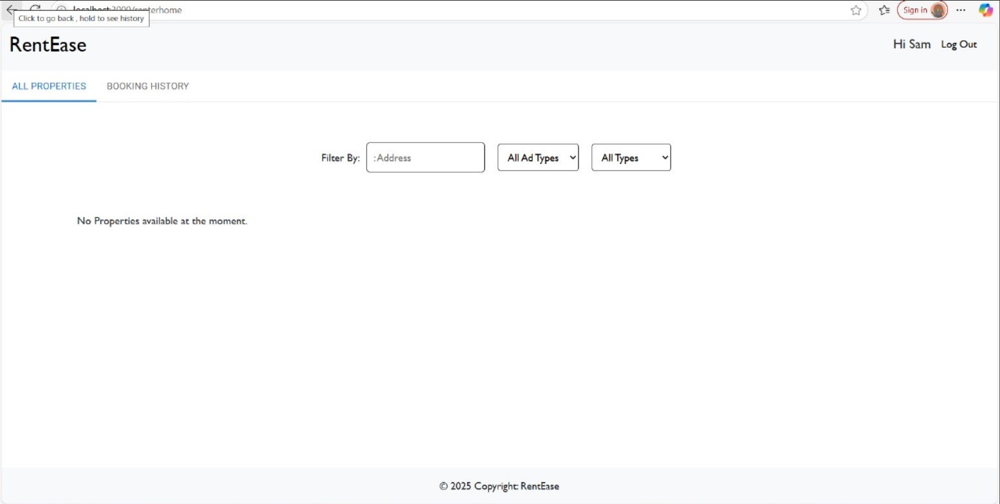 localhost:3000/renterhome
Sign in
Click to go back , hold to see history
RentEase
Hi Sam Log Out
ALL PROPERTIES BOOKING HISTORY
Filter By: :Address All Ad Types All Types
No Properties available at the moment.
© 2025 Copyright: RentEase